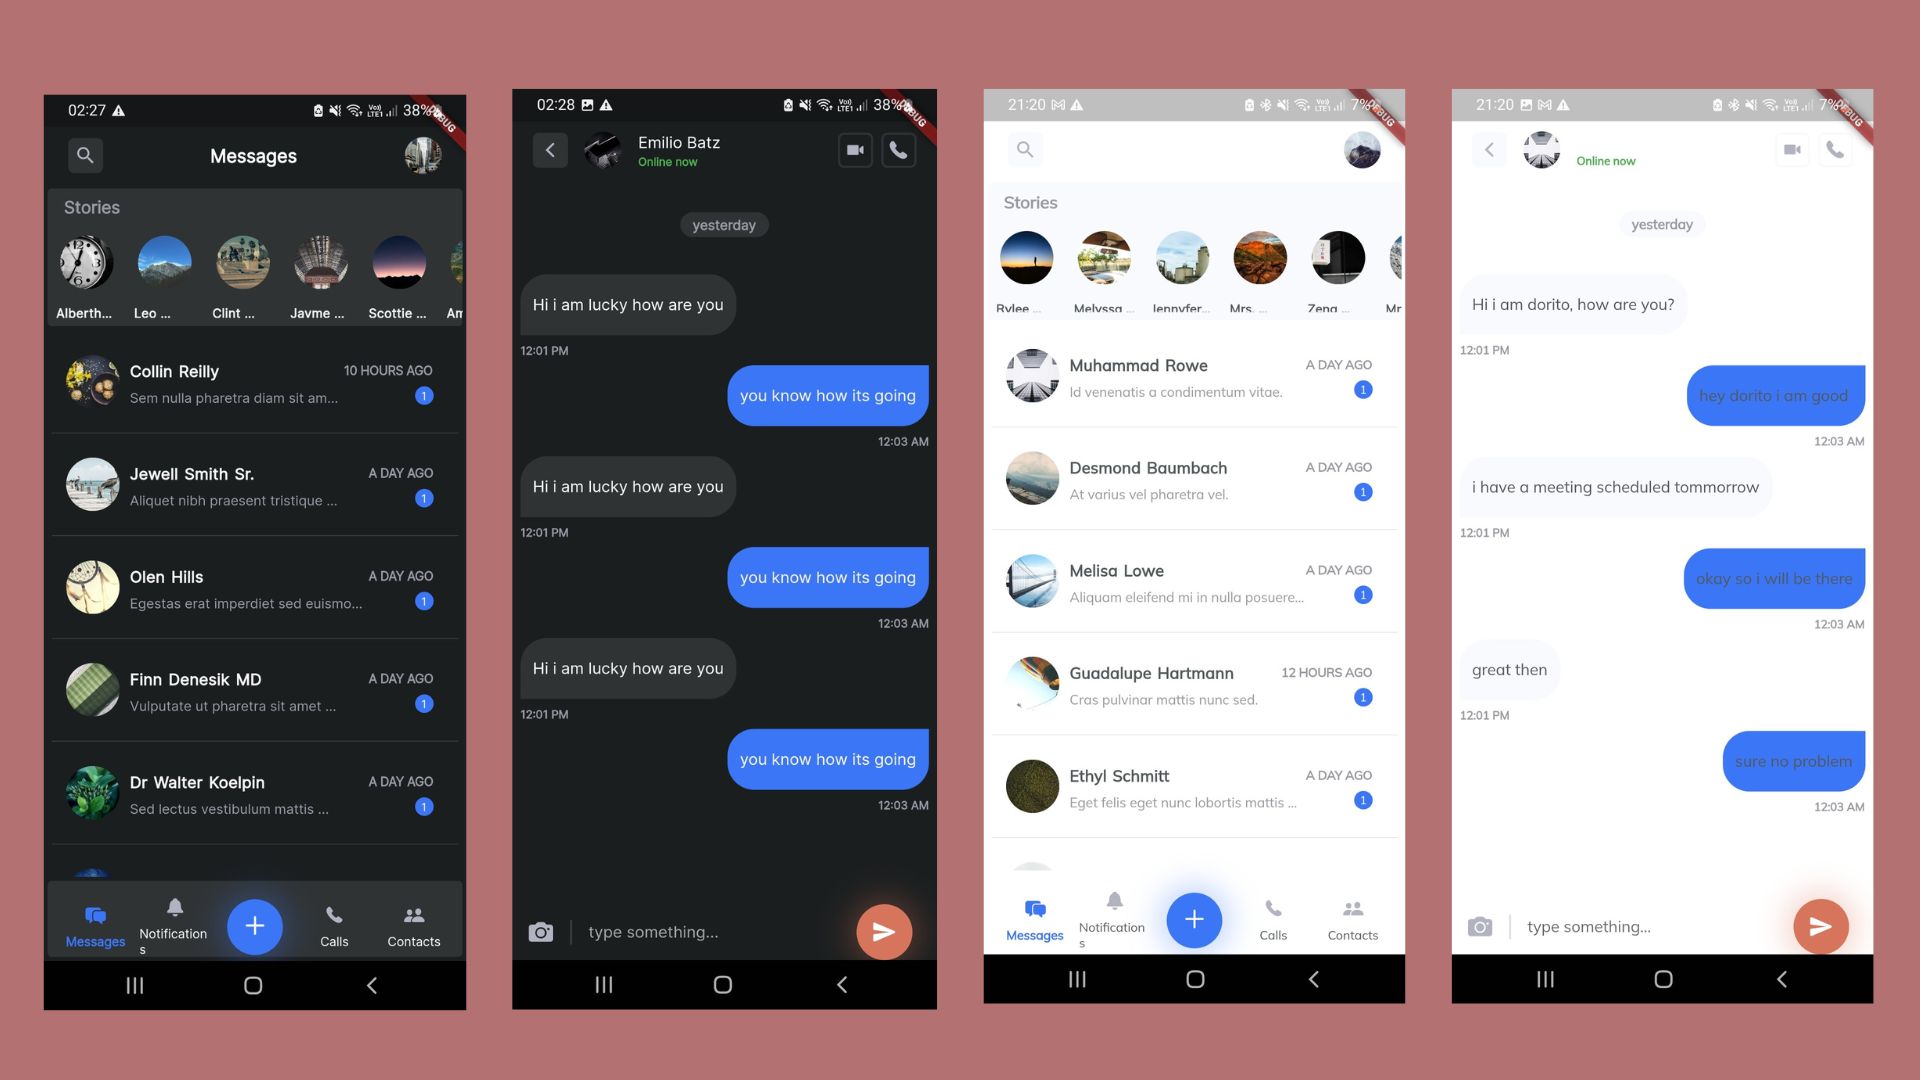 02:27
Vo)) LTE1
38%
DEBUG
Messages
Stories
Alberth...
Leo ...
Clint ...
Jayme ...
Scottie ...
Am
Collin Reilly
10 HOURS AGO
Sem nulla pharetra diam sit am...
1
Jewell Smith Sr.
A DAY AGO
Aliquet nibh praesent tristique ...
1
Olen Hills
A DAY AGO
Egestas erat imperdiet sed euismo...
1
Finn Denesik MD
A DAY AGO
Vulputate ut pharetra sit amet ...
1
Dr Walter Koelpin
A DAY AGO
Sed lectus vestibulum mattis ...
1
Messages
Notification
s
Calls
Contacts
02:28
Vo)) LTE1
38%
DEBUG
Emilio Batz
Online now
yesterday
Hi i am lucky how are you
12:01 PM
you know how its going
12:03 AM
Hi i am lucky how are you
12:01 PM
you know how its going
12:03 AM
Hi i am lucky how are you
12:01 PM
you know how its going
12:03 AM
type something...
21:20
Vo)) LTE1
7%
DEBUG
Stories
Rylee ...
Melyssa ...
Jennyfer...
Mrs. ...
Zena ...
Mr
Muhammad Rowe
A DAY AGO
Id venenatis a condimentum vitae.
1
Desmond Baumbach
A DAY AGO
At varius vel pharetra vel.
1
Melisa Lowe
A DAY AGO
Aliquam eleifend mi in nulla posuere...
1
Guadalupe Hartmann
12 HOURS AGO
Cras pulvinar mattis nunc sed.
1
Ethyl Schmitt
A DAY AGO
Eget felis eget nunc lobortis mattis ...
1
Messages
Notification
s
Calls
Contacts
21:20
Vo)) LTE1
7%
DEBUG
Online now
yesterday
Hi i am dorito, how are you?
12:01 PM
hey dorito i am good
12:03 AM
i have a meeting scheduled tommorrow
12:01 PM
okay so i will be there
12:03 AM
great then
12:01 PM
sure no problem
12:03 AM
type something...